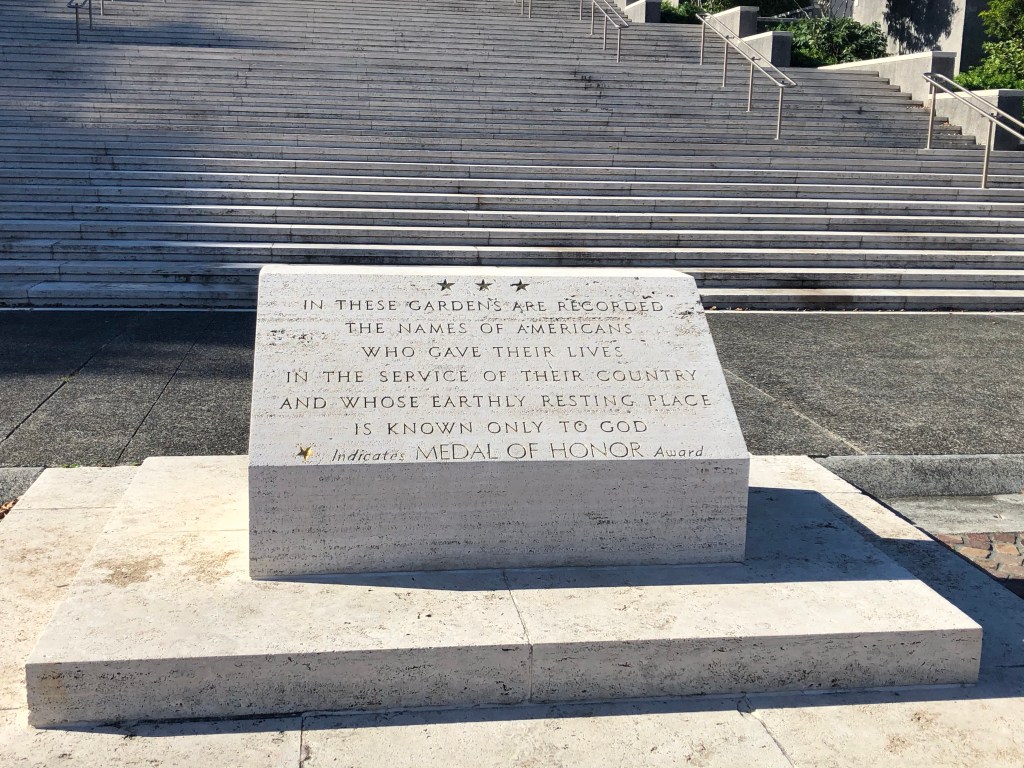 ★ ★ ★
IN THESE GARDENS ARE RECORDED
THE NAMES OF AMERICANS
WHO GAVE THEIR LIVES
IN THE SERVICE OF THEIR COUNTRY
AND WHOSE EARTHLY RESTING PLACE
IS KNOWN ONLY TO GOD
★ Indicates MEDAL OF HONOR Award